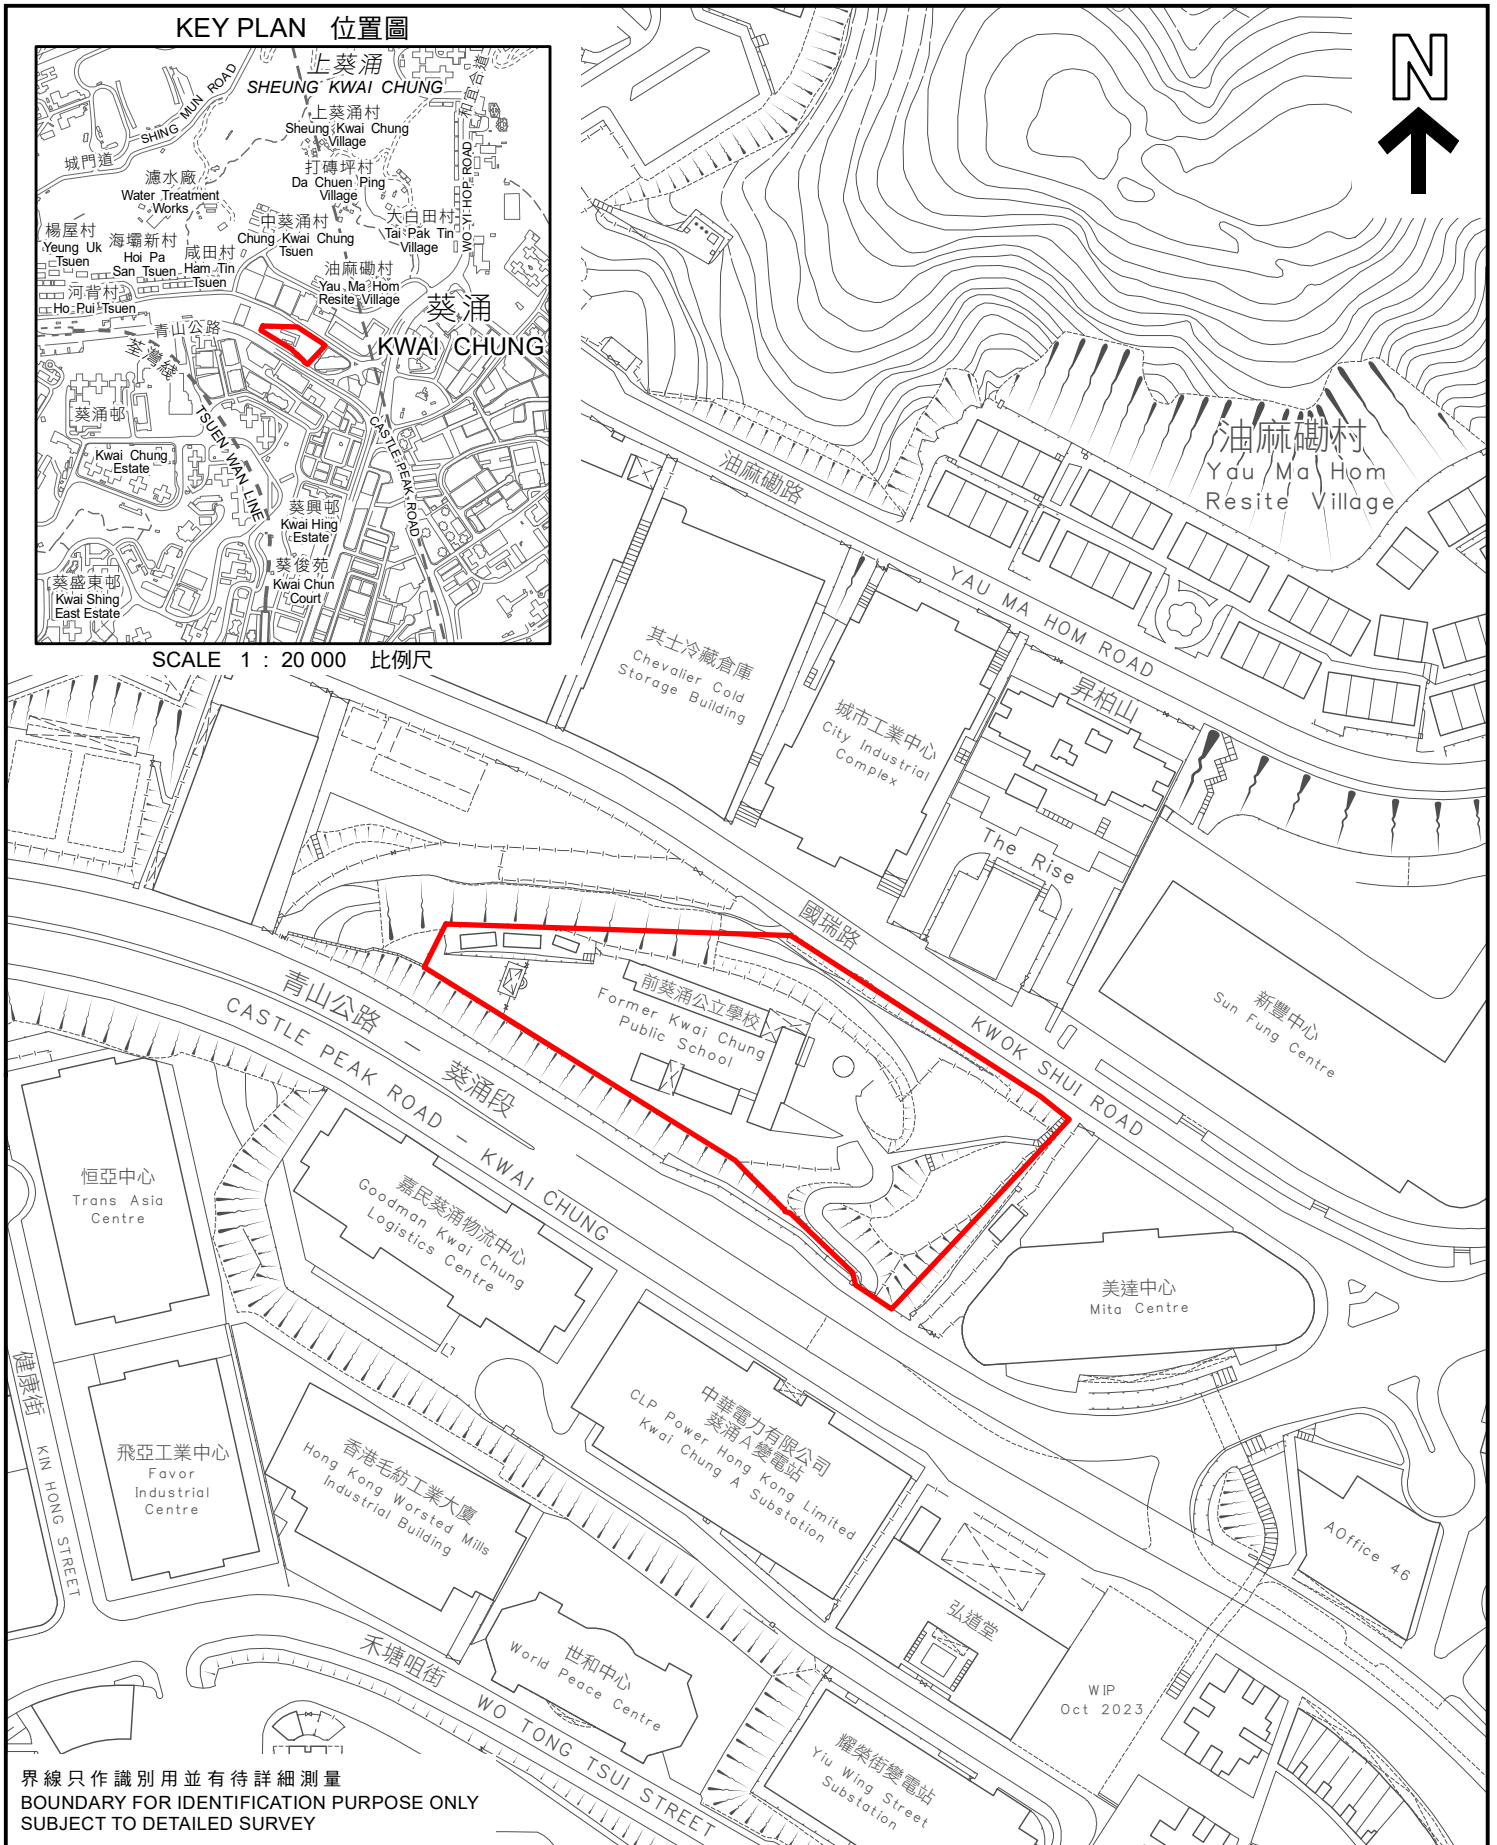 KEY PLAN 位置圖
N
上葵涌
SHEUNG KWAI CHUNG
和宜合道
WO YI HOP ROAD
SHING MUN ROAD
城門道
上葵涌村
Sheung Kwai Chung
Village
打磚坪村
Da Chuen Ping
Village
濾水廠
Water Treatment
Works
中葵涌村
Chung Kwai Chung
Tsuen
大白田村
Tai Pak Tin
Village
楊屋村
Yeung Uk
Tsuen
海壩新村
Hoi Pa
San Tsuen
咸田村
Ham Tin
Tsuen
油麻磡村
Yau Ma Hom
Resite Village
河背村
Ho Pui Tsuen
葵涌
KWAI CHUNG
青山公路
荃灣綫
TSUEN WAN LINE
CASTLE PEAK ROAD
葵涌邨
Kwai Chung
Estate
葵興邨
Kwai Hing
Estate
葵俊苑
Kwai Chun
Court
葵盛東邨
Kwai Shing
East Estate
SCALE 1 : 20 000 比例尺
油麻磡村
Yau Ma Hom
Resite Village
油麻磡路
YAU MA HOM ROAD
其士冷藏倉庫
Chevalier Cold
Storage Building
城市工業中心
City Industrial
Complex
昇柏山
The Rise
國瑞路
KWOK SHUI ROAD
新豐中心
Sun Fung Centre
前葵涌公立學校
Former Kwai Chung
Public School
青山公路 - 葵涌段
CASTLE PEAK ROAD - KWAI CHUNG
恒亞中心
Trans Asia
Centre
嘉民葵涌物流中心
Goodman Kwai Chung
Logistics Centre
美達中心
Mita Centre
健康街
KIN HONG STREET
飛亞工業中心
Favor
Industrial
Centre
香港毛紡工業大廈
Hong Kong Worsted Mills
Industrial Building
中華電力有限公司
葵涌A變電站
CLP Power Hong Kong Limited
Kwai Chung A Substation
AOffice 46
弘道堂
世和中心
World Peace Centre
禾塘咀街
WO TONG TSUI STREET
WIP
Oct 2023
耀榮街變電站
Yiu Wing Street
Substation
界線只作識別用並有待詳細測量
BOUNDARY FOR IDENTIFICATION PURPOSE ONLY
SUBJECT TO DETAILED SURVEY